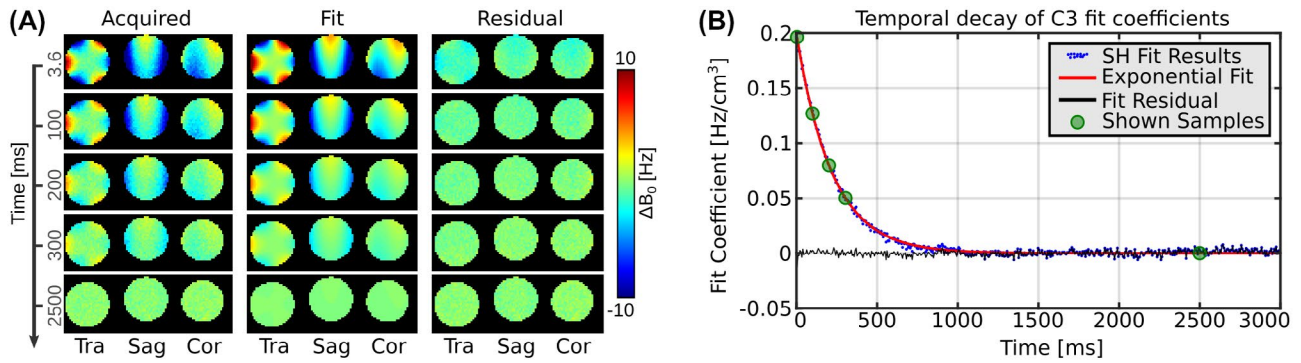 (A)
Acquired
Fit
Residual
Time [ms]
3.6
100
200
300
2500
Tra Sag Cor
Tra Sag Cor
Tra Sag Cor
10
ΔB₀ [Hz]
-10
(B)
Temporal decay of C3 fit coefficients
Fit Coefficient [Hz/cm³]
0.2
0.15
0.1
0.05
0
-0.05
SH Fit Results
Exponential Fit
Fit Residual
Shown Samples
0 500 1000 1500 2000 2500 3000
Time [ms]